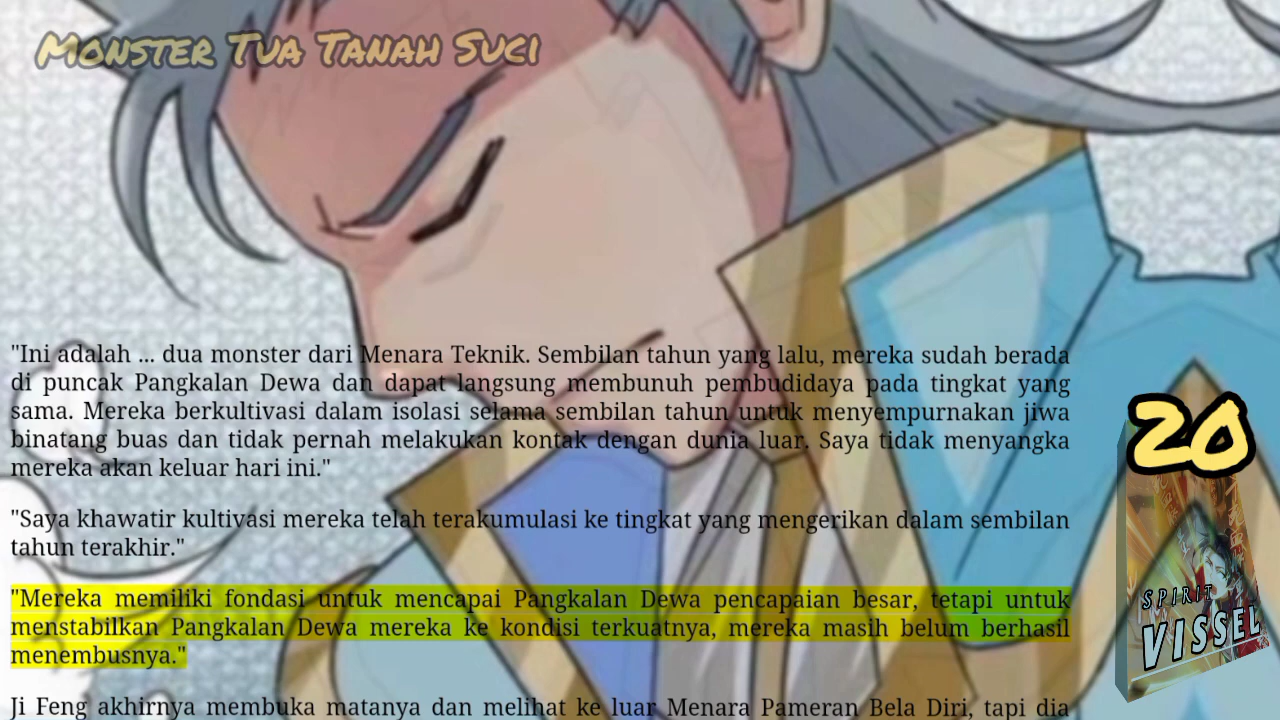 Monster Tua Tanah Suci
"Ini adalah ... dua monster dari Menara Teknik. Sembilan tahun yang lalu, mereka sudah berada
di puncak Pangkalan Dewa dan dapat langsung membunuh pembudidaya pada tingkat yang
sama. Mereka berkultivasi dalam isolasi selama sembilan tahun untuk menyempurnakan jiwa
binatang buas dan tidak pernah melakukan kontak dengan dunia luar. Saya tidak menyangka
mereka akan keluar hari ini."
"Saya khawatir kultivasi mereka telah terakumulasi ke tingkat yang mengerikan dalam sembilan
tahun terakhir."
"Mereka memiliki fondasi untuk mencapai Pangkalan Dewa pencapaian besar, tetapi untuk
menstabilkan Pangkalan Dewa mereka ke kondisi terkuatnya, mereka masih belum berhasil
menembusnya."
Ji Feng akhirnya membuka matanya dan melihat ke luar Menara Pameran Bela Diri, tapi dia
20
SPIRIT
VISSEL